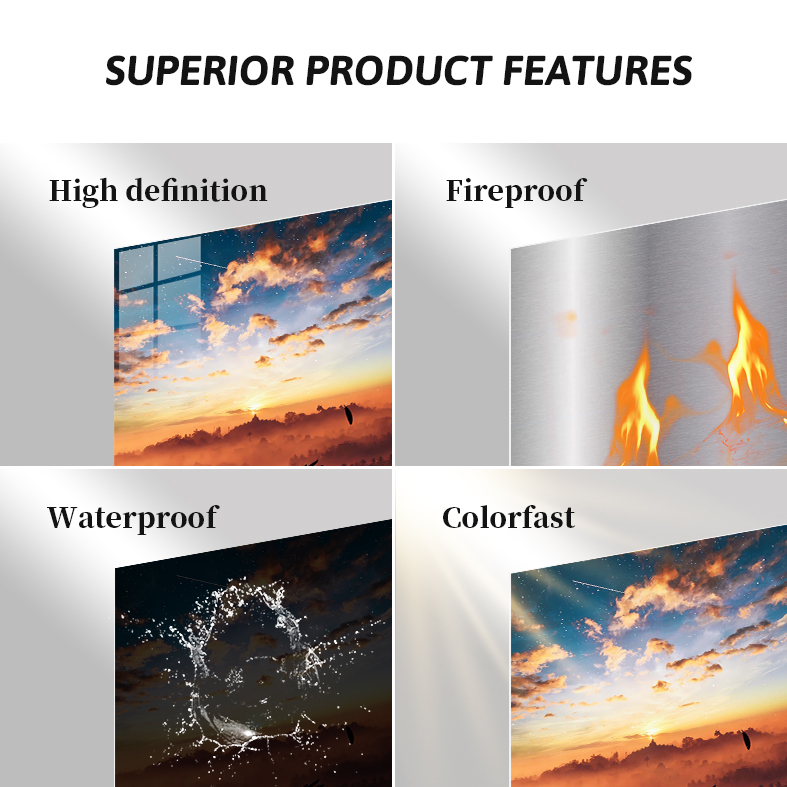 SUPERIOR PRODUCT FEATURES
High definition
Fireproof
Waterproof
Colorfast